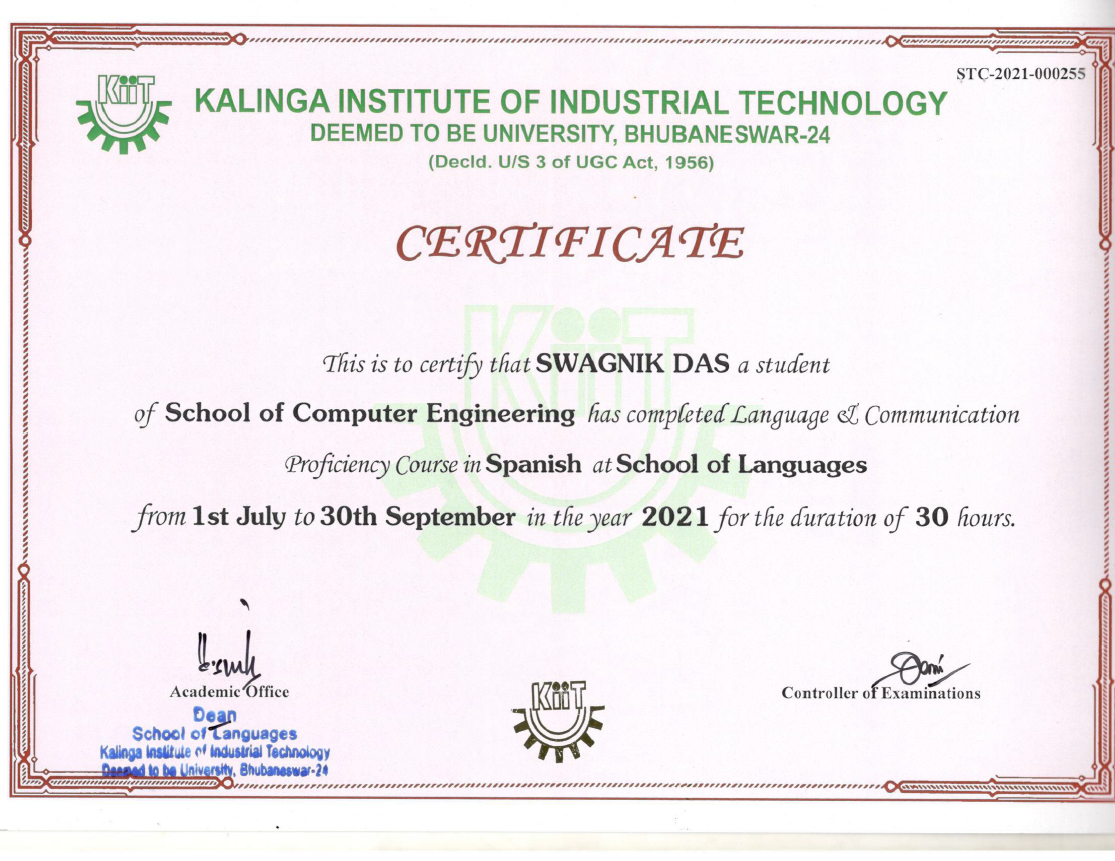 STC-2021-000255
KiiT
KALINGA INSTITUTE OF INDUSTRIAL TECHNOLOGY
DEEMED TO BE UNIVERSITY, BHUBANESWAR-24
(Decld. U/S 3 of UGC Act, 1956)
CERTIFICATE
KiiT
This is to certify that SWAGNIK DAS a student
of School of Computer Engineering has completed Language & Communication
Proficiency Course in Spanish at School of Languages
from 1st July to 30th September in the year 2021 for the duration of 30 hours.
Academic Office
Controller of Examinations
KiiT
Dean
School of Languages
Kalinga Institute of Industrial Technology
Deemed to be University, Bhubaneswar-24